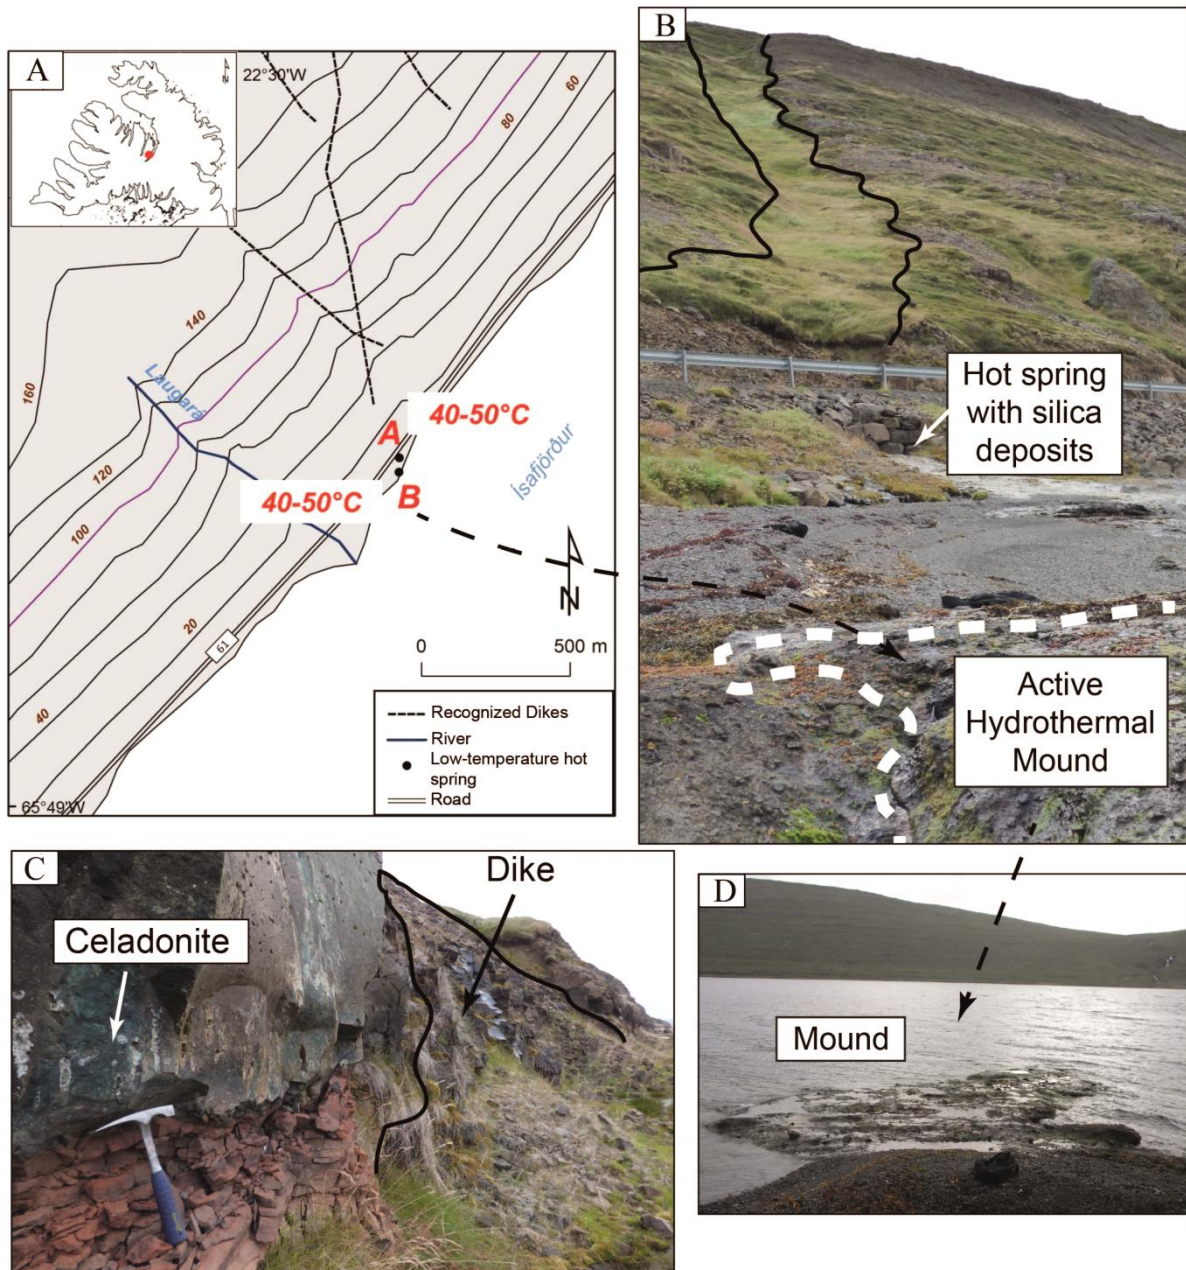 A
N
22°30'W
60
80
140
160
Laugará
120
100
40-50°C
A
B
40-50°C
Ísafjörður
N
20
61
40
0
500 m
Recognized Dikes
River
Low-temperature hot
spring
Road
65°49'W
B
Hot spring
with silica
deposits
Active
Hydrothermal
Mound
C
Celadonite
Dike
D
Mound